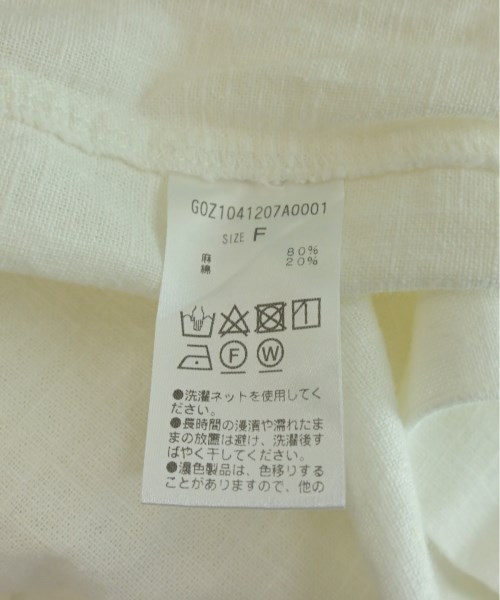 G0Z1041207A0001
SIZE F
麻 80%
綿 20%
F W
●洗濯ネットを使用してく
ださい。
●長時間の浸漬や濡れたま
まの放置は避け、洗濯後す
ばやく干してください。
●濃色製品は、色移りする
ことがありますので、他の